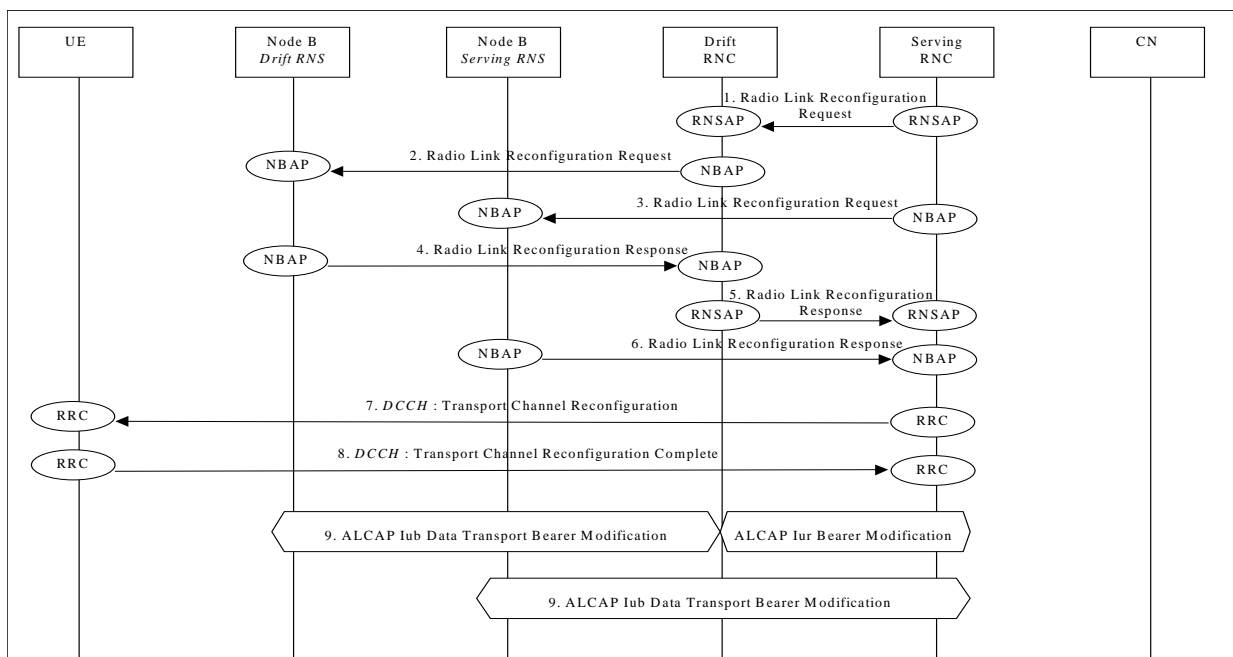 UE
Node B
Drift RNS
Node B
Serving RNS
Drift
RNC
Serving
RNC
CN
1. Radio Link Reconfiguration
Request
RNSAP
RNSAP
2. Radio Link Reconfiguration Request
NBAP
NBAP
3. Radio Link Reconfiguration Request
NBAP
NBAP
4. Radio Link Reconfiguration Response
NBAP
NBAP
5. Radio Link Reconfiguration
Response
RNSAP
RNSAP
6. Radio Link Reconfiguration Response
NBAP
NBAP
7. DCCH : Transport Channel Reconfiguration
RRC
RRC
8. DCCH : Transport Channel Reconfiguration Complete
RRC
RRC
9. ALCAP Iub Data Transport Bearer Modification
ALCAP Iur Bearer Modification
9. ALCAP Iub Data Transport Bearer Modification